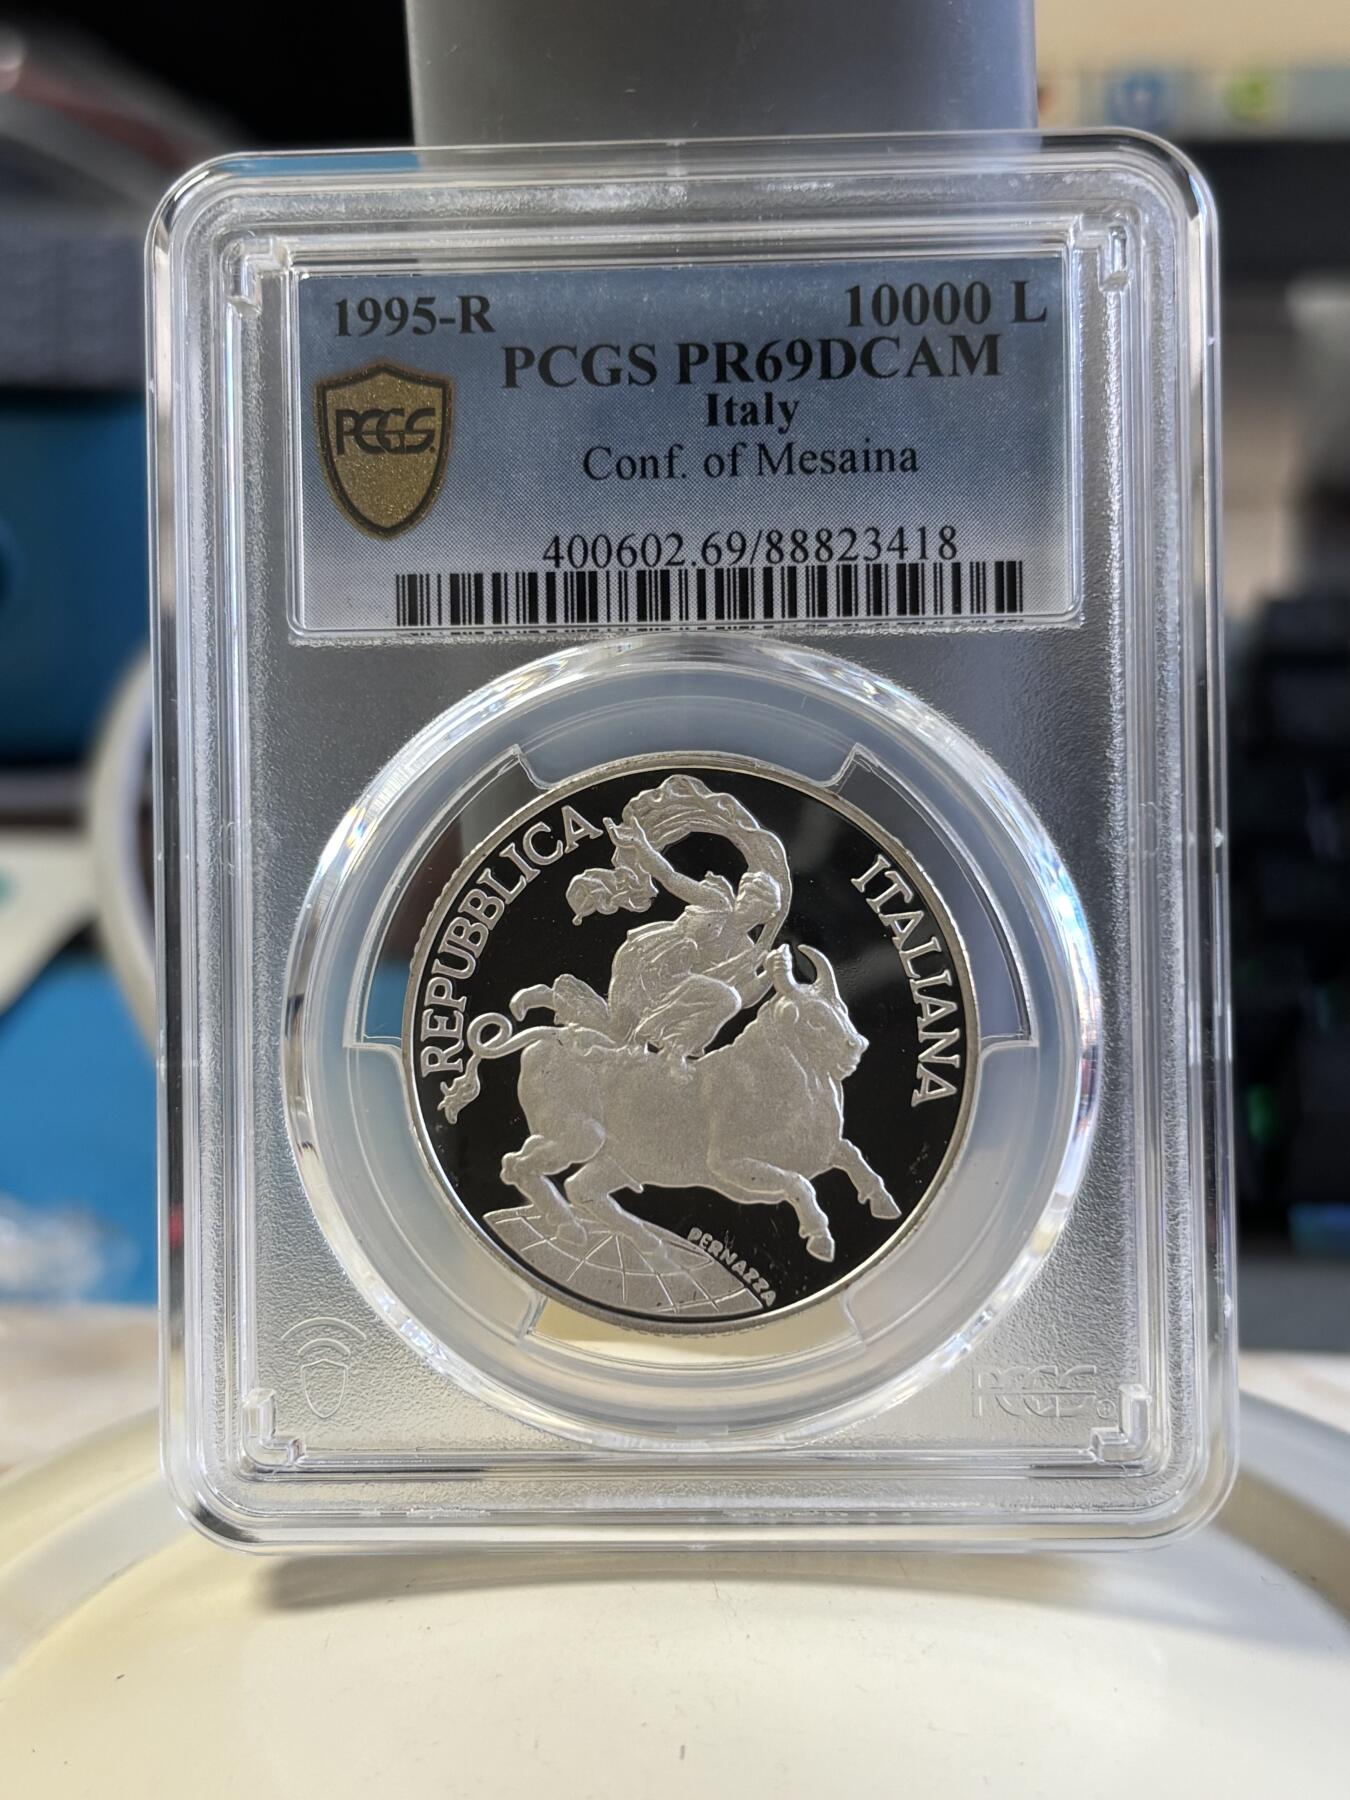 1995-R 10000 L
PCGS PR69DCAM
Italy
PCGS
Conf. of Mesaina
400602.69/88823418
REPUBBLICA ITALIANA
PERNAZZA
PCGS